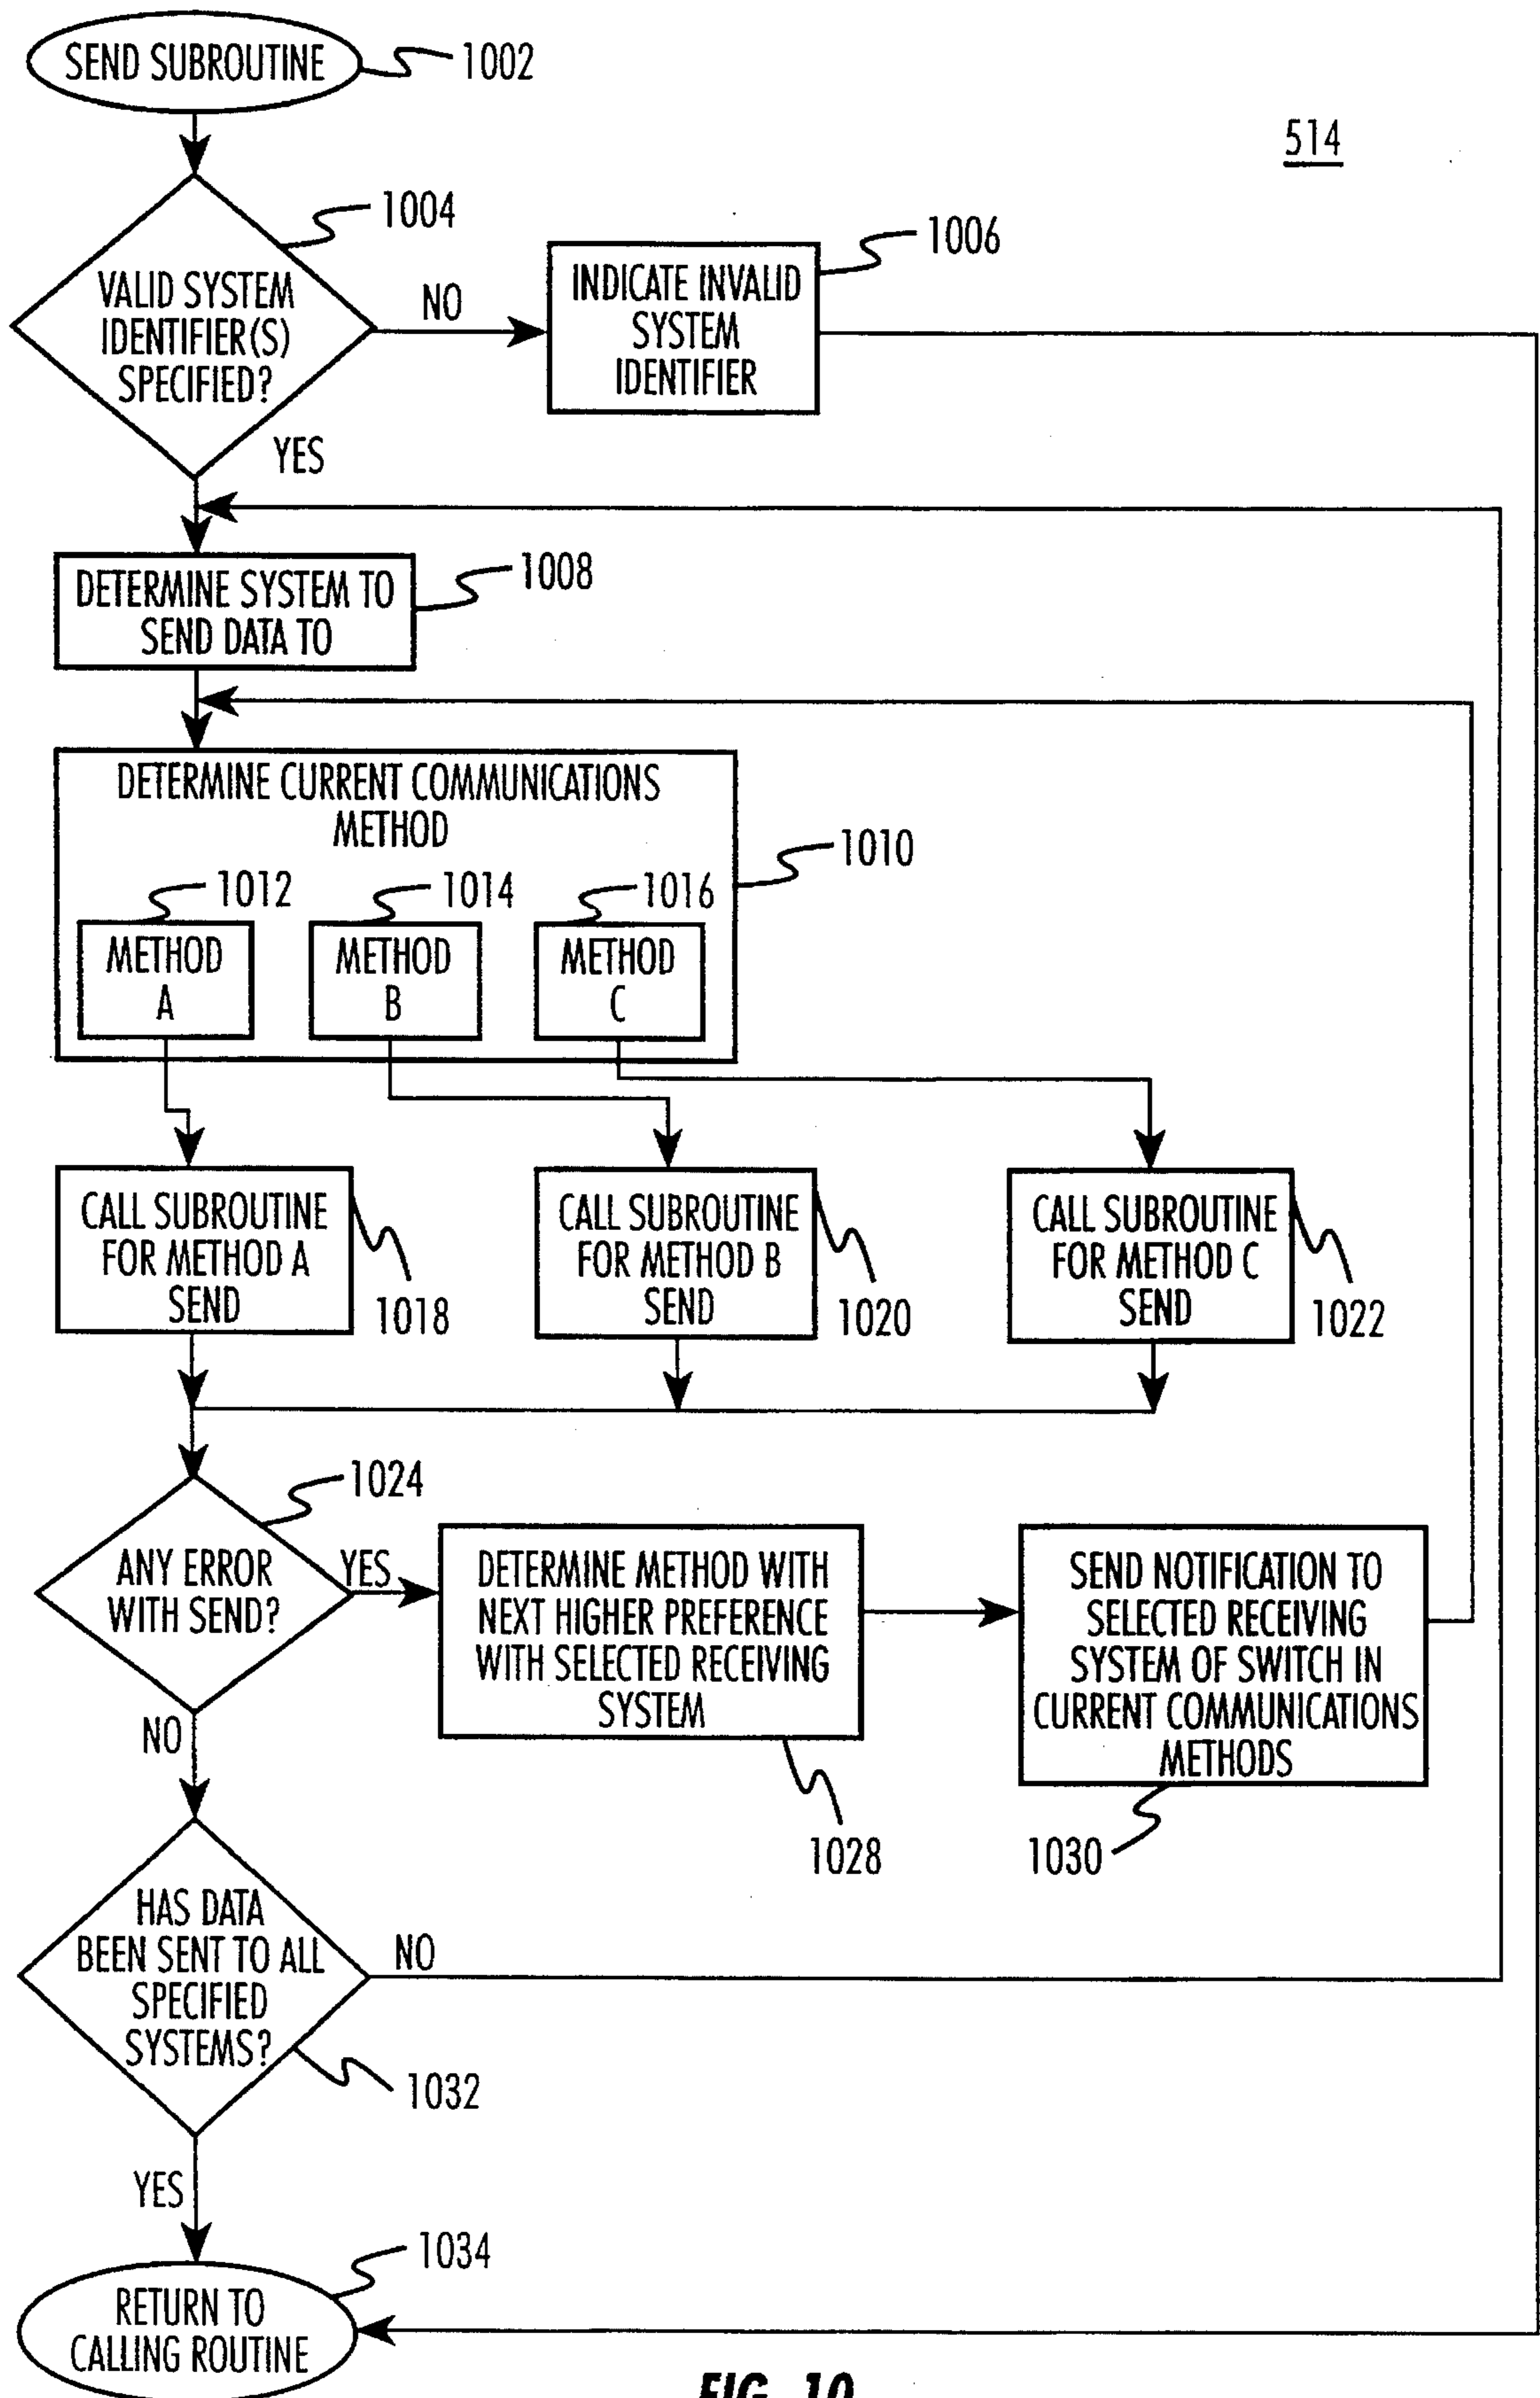 SEND SUBROUTINE
1002
514
1004
VALID SYSTEM
IDENTIFIER(S)
SPECIFIED?
NO
YES
1006
INDICATE INVALID
SYSTEM
IDENTIFIER
DETERMINE SYSTEM TO
SEND DATA TO
1008
DETERMINE CURRENT COMMUNICATIONS
METHOD
1010
1012
METHOD
A
1014
METHOD
B
1016
METHOD
C
CALL SUBROUTINE
FOR METHOD A
SEND
1018
CALL SUBROUTINE
FOR METHOD B
SEND
1020
CALL SUBROUTINE
FOR METHOD C
SEND
1022
1024
ANY ERROR
WITH SEND?
YES
NO
DETERMINE METHOD WITH
NEXT HIGHER PREFERENCE
WITH SELECTED RECEIVING
SYSTEM
1028
SEND NOTIFICATION TO
SELECTED RECEIVING
SYSTEM OF SWITCH IN
CURRENT COMMUNICATIONS
METHODS
1030
HAS DATA
BEEN SENT TO ALL
SPECIFIED
SYSTEMS?
NO
1032
YES
1034
RETURN TO
CALLING ROUTINE
FIG. 10